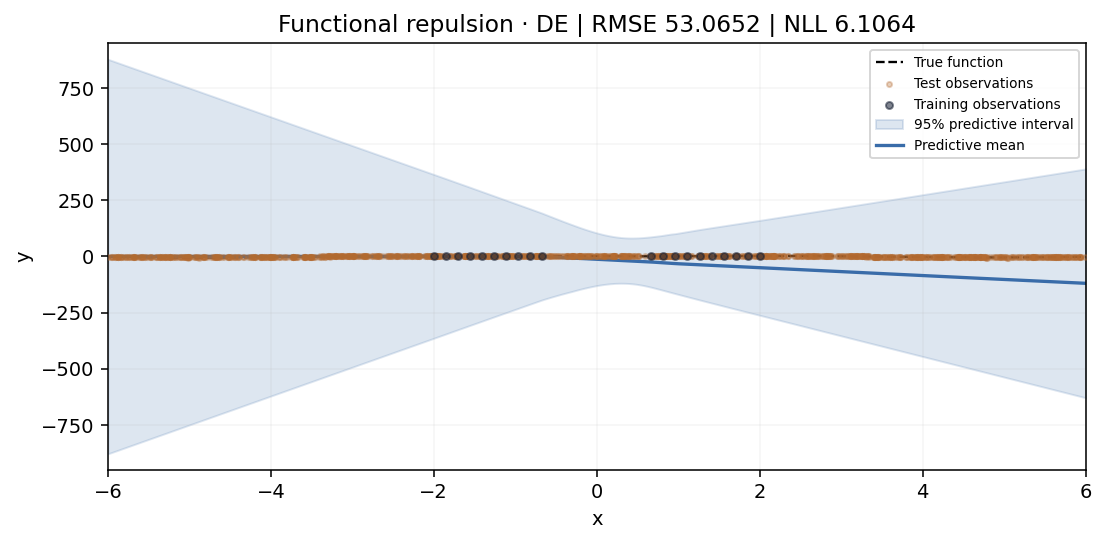 Functional repulsion · DE | RMSE 53.0652 | NLL 6.1064
True function
Test observations
Training observations
95% predictive interval
Predictive mean
750
500
250
0
−250
−500
−750
y
−6
−4
−2
0
2
4
6
x